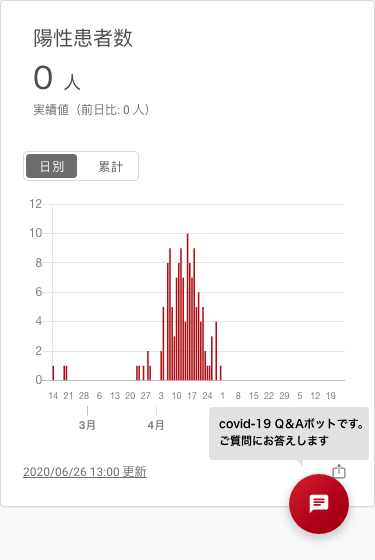 陽性患者数
0 人
実績値（前日比: 0 人）
日別 累計
12
10
8
6
4
2
0
14 21 28 6 13 20 27 3 10 17 24 1 8 15 22 29 5 12 19
3月 4月
covid-19 Q＆Aボットです。
ご質問にお答えします
2020/06/26 13:00 更新